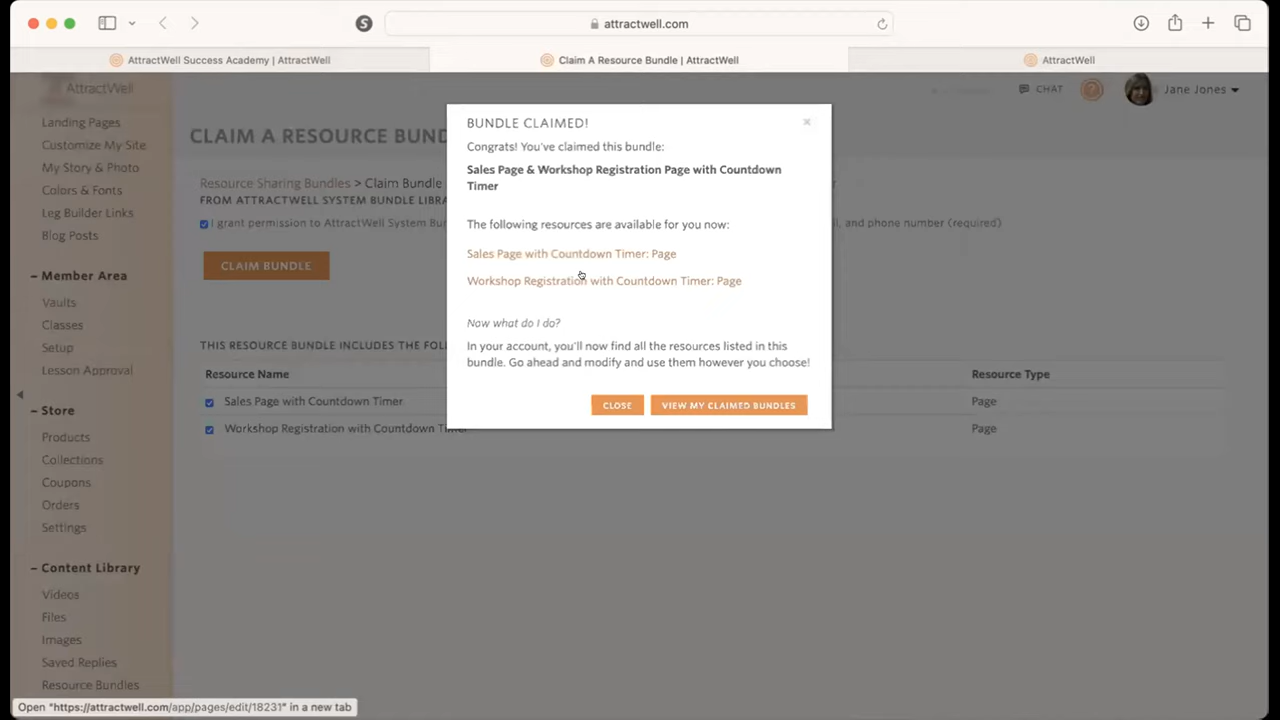 attractwell.com
AttractWell Success Academy | AttractWell
Claim A Resource Bundle | AttractWell
AttractWell
AttractWell
CHAT
?
Jane Jones
Landing Pages
Customize My Site
My Story & Photo
Colors & Fonts
Leg Builder Links
Blog Posts
– Member Area
Vaults
Classes
Setup
Lesson Approval
– Store
Products
Collections
Coupons
Orders
Settings
– Content Library
Videos
Files
Images
Saved Replies
Resource Bundles
CLAIM A RESOURCE BUND
Resource Sharing Bundles > Claim Bundle
FROM ATTRACTWELL SYSTEM BUNDLE LIBRA
I grant permission to AttractWell System Bun
il, and phone number (required)
CLAIM BUNDLE
THIS RESOURCE BUNDLE INCLUDES THE FOL
Resource Name
Resource Type
Sales Page with Countdown Timer
Page
Workshop Registration with Countdown Timer
Page
BUNDLE CLAIMED!
×
Congrats! You've claimed this bundle:
Sales Page & Workshop Registration Page with Countdown
Timer
The following resources are available for you now:
Sales Page with Countdown Timer: Page
Workshop Registration with Countdown Timer: Page
Now what do I do?
In your account, you'll now find all the resources listed in this
bundle. Go ahead and modify and use them however you choose!
CLOSE
VIEW MY CLAIMED BUNDLES
Open "https://attractwell.com/app/pages/edit/18231" in a new tab